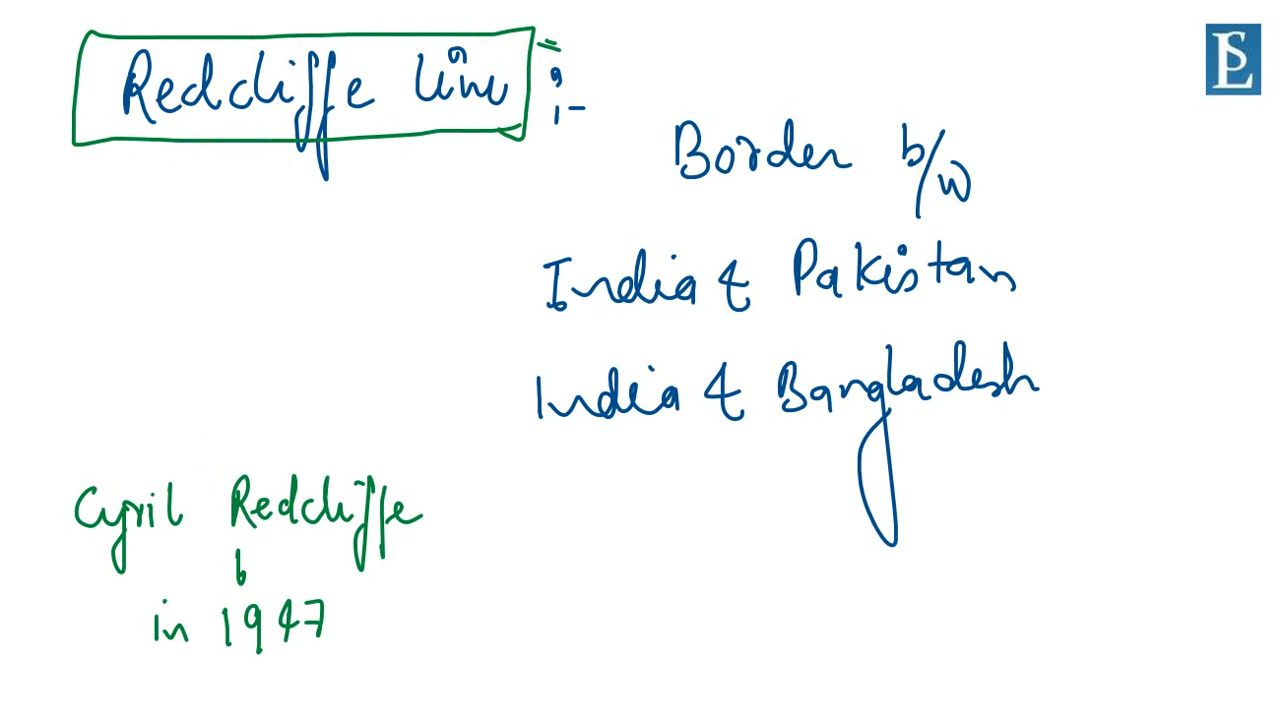 Redcliffe line :-
Border b/w
India & Pakistan
India & Bangladesh
Cyril Redcliffe
in 1947